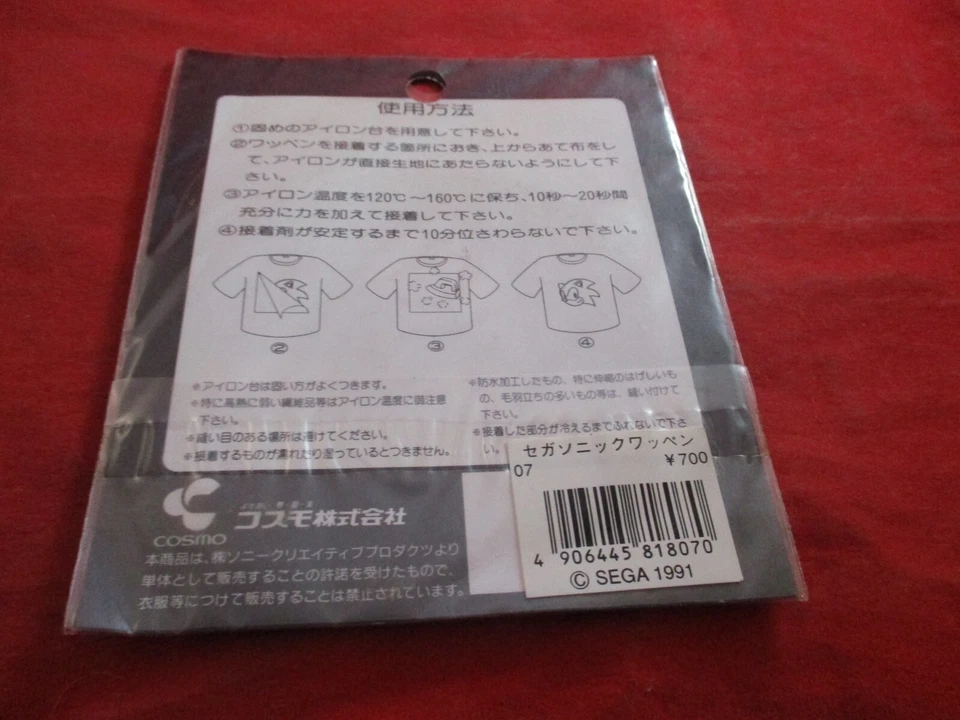 使用方法
①固めのアイロン台を用意して下さい。
②ワッペンを接着する箇所におき、上からあて布をし
て、アイロンが直接生地にあたらないようにして下
さい。
③アイロン温度を120℃～160℃に保ち、10秒～20秒間
充分に力を加えて接着して下さい。
④接着剤が安定するまで10分位さわらないで下さい。
② ③ ④
※アイロン台は固い方がよくつきます。
※特に高熱に弱い繊維品等はアイロン温度に御注意
下さい。
※縫い目のある場所は避けてください。
※接着するものが濡れたり湿っているとつきません。
※防水加工したもの、特に伸縮のはげしいも
の、毛羽立ちの多いもの等は、縫い付けて
下さい。
※接着した部分が冷えるまでふれないで下さ
い。
セガソニックワッペン
07 ¥700
4 906445 818070
© SEGA 1991
COSMO
コスモ株式会社
本商品は、㈱ソニークリエイティブプロダクツより
単体として販売することの許諾を受けたもので、
衣服等につけて販売することは禁止されています。